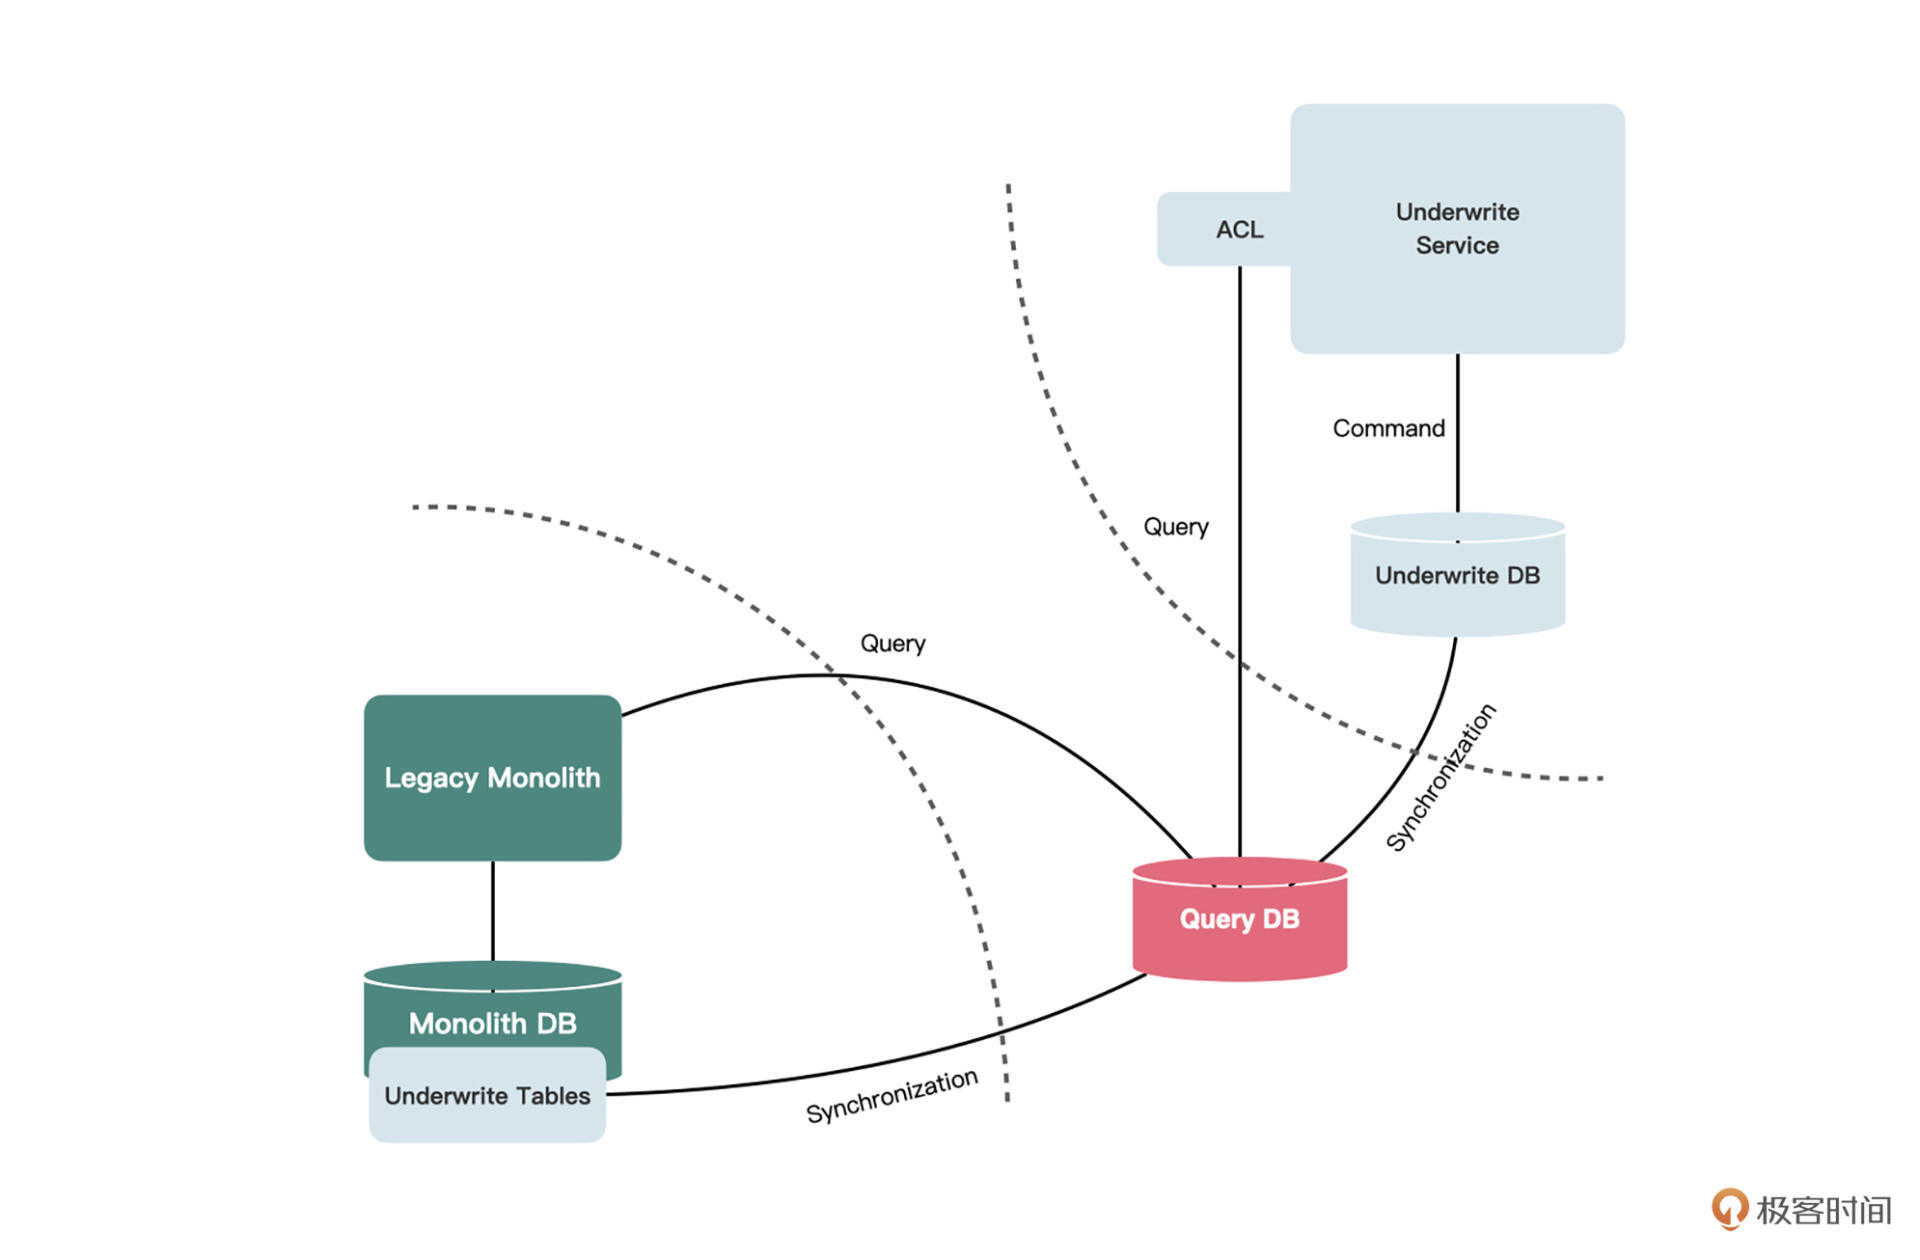 Underwrite
Service
ACL
Command
Query
Underwrite DB
Query
Synchronization
Legacy Monolith
Query DB
Monolith DB
Underwrite Tables
Synchronization
极客时间